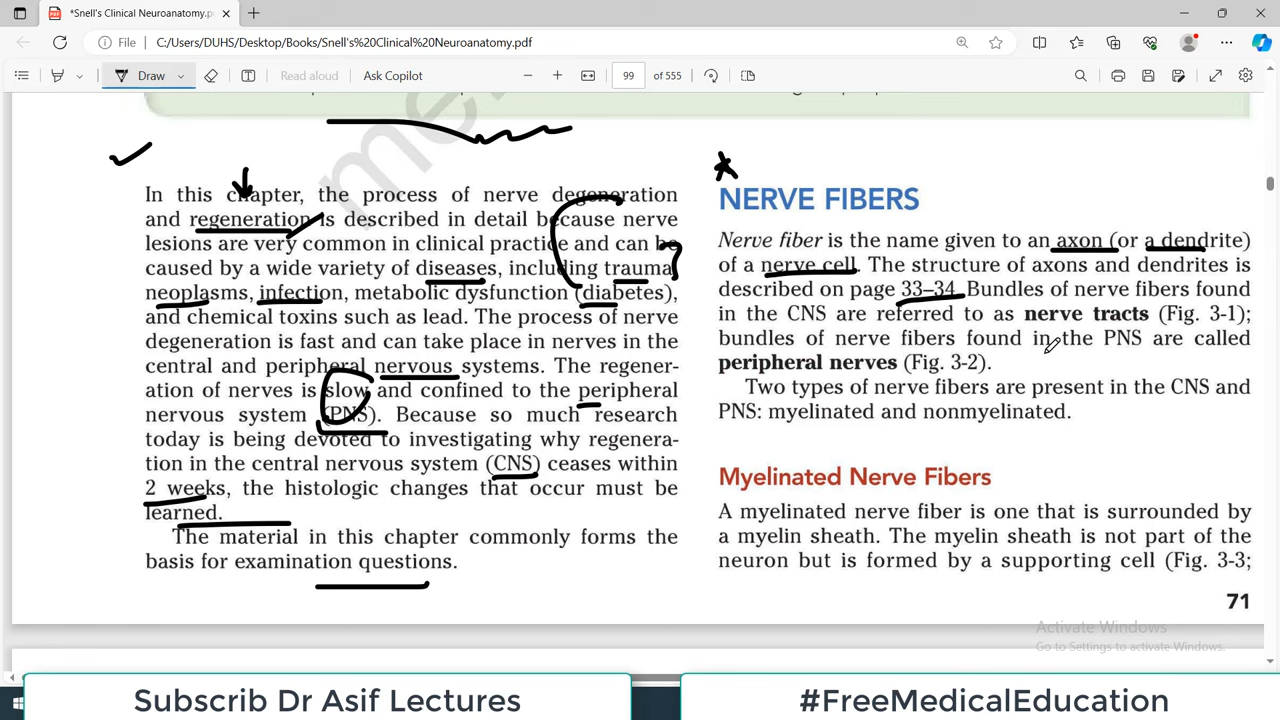 *Snell's Clinical Neuroanatomy.p
File
C:/Users/DUHS/Desktop/Books/Snell's%20Clinical%20Neuroanatomy.pdf
Draw
Read aloud
Ask Copilot
99
of 555
In this chapter, the process of nerve degeneration
and regeneration is described in detail because nerve
lesions are very common in clinical practice and can be
caused by a wide variety of diseases, including trauma,
neoplasms, infection, metabolic dysfunction (diabetes),
and chemical toxins such as lead. The process of nerve
degeneration is fast and can take place in nerves in the
central and peripheral nervous systems. The regener-
ation of nerves is slow and confined to the peripheral
nervous system (PNS). Because so much research
today is being devoted to investigating why regenera-
tion in the central nervous system (CNS) ceases within
2 weeks, the histologic changes that occur must be
learned.
The material in this chapter commonly forms the
basis for examination questions.
NERVE FIBERS
Nerve fiber is the name given to an axon (or a dendrite)
of a nerve cell. The structure of axons and dendrites is
described on page 33–34. Bundles of nerve fibers found
in the CNS are referred to as nerve tracts (Fig. 3-1);
bundles of nerve fibers found in the PNS are called
peripheral nerves (Fig. 3-2).
Two types of nerve fibers are present in the CNS and
PNS: myelinated and nonmyelinated.
Myelinated Nerve Fibers
A myelinated nerve fiber is one that is surrounded by
a myelin sheath. The myelin sheath is not part of the
neuron but is formed by a supporting cell (Fig. 3-3;
71
Activate Windows
Go to Settings to activate Windows.
Subscrib Dr Asif Lectures
#FreeMedicalEducation